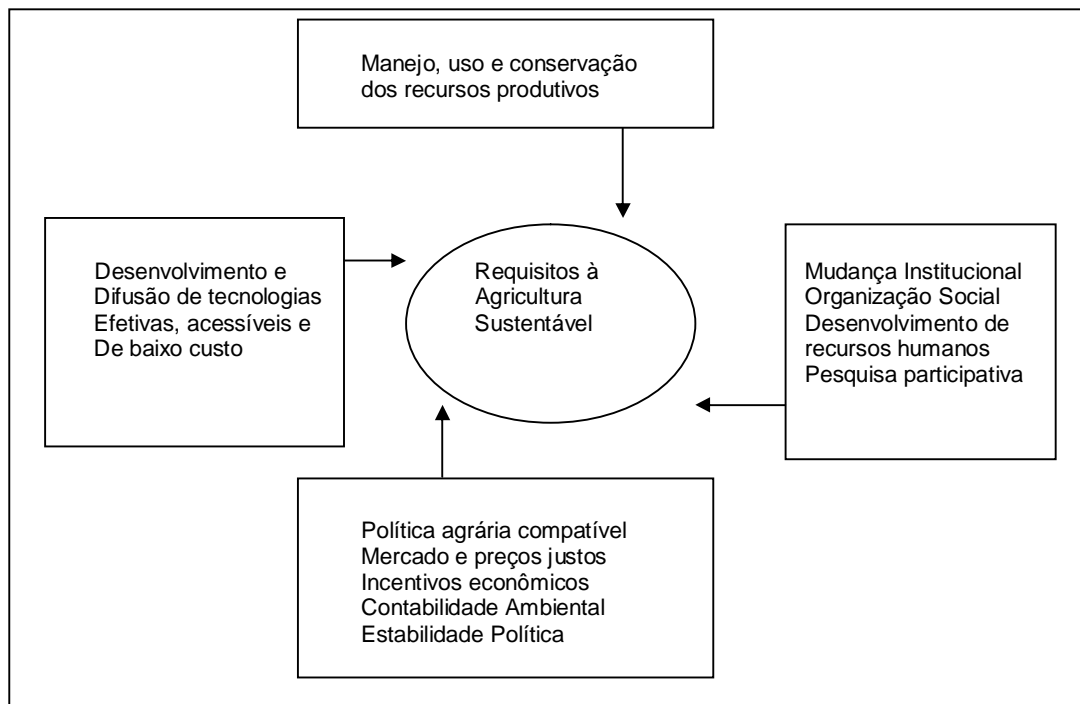 Manejo, uso e conservação
dos recursos produtivos
Desenvolvimento e
Difusão de tecnologias
Efetivas, acessíveis e
De baixo custo
Requisitos à
Agricultura
Sustentável
Mudança Institucional
Organização Social
Desenvolvimento de
recursos humanos
Pesquisa participativa
Política agrária compatível
Mercado e preços justos
Incentivos econômicos
Contabilidade Ambiental
Estabilidade Política